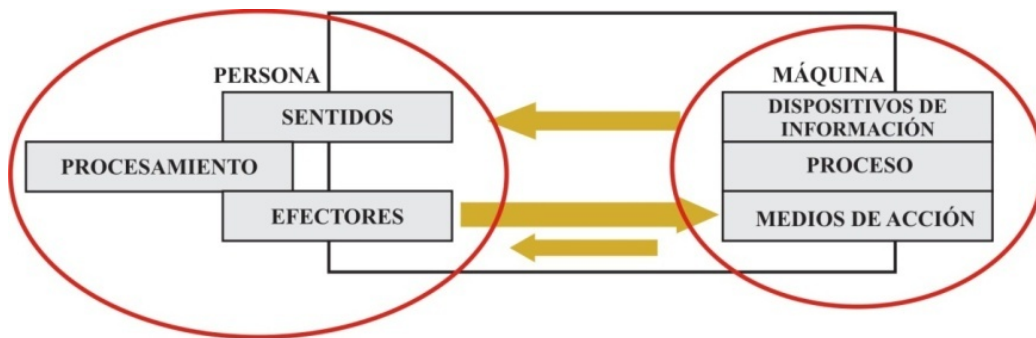 PERSONA
SENTIDOS
PROCESAMIENTO
EFECTORES
MÁQUINA
DISPOSITIVOS DE
INFORMACIÓN
PROCESO
MEDIOS DE ACCIÓN